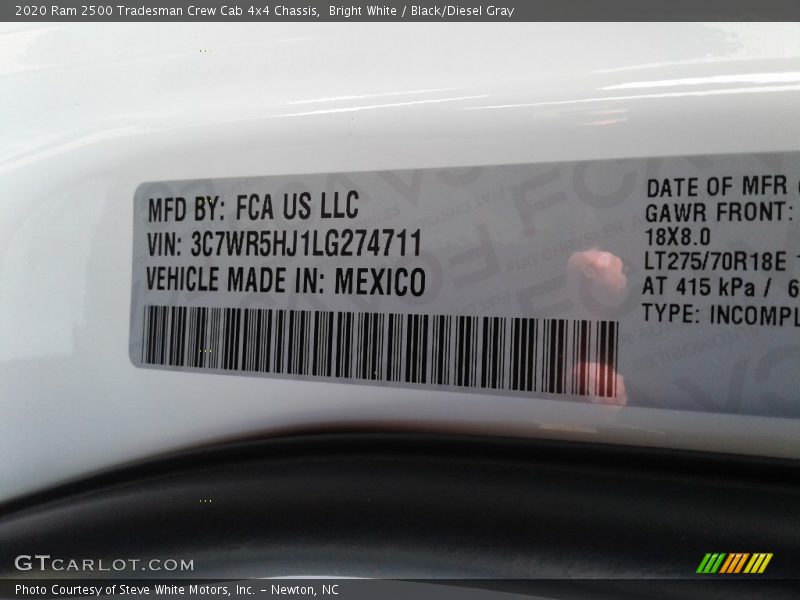 2020 Ram 2500 Tradesman Crew Cab 4x4 Chassis, Bright White / Black/Diesel Gray
MFD BY: FCA US LLC
VIN: 3C7WR5HJ1LG274711
VEHICLE MADE IN: MEXICO
DATE OF MFR
GAWR FRONT:
18X8.0
LT275/70R18E
AT 415 kPa / 6
TYPE: INCOMPL
GTCARLOT.COM
Photo Courtesy of Steve White Motors, Inc. – Newton, NC